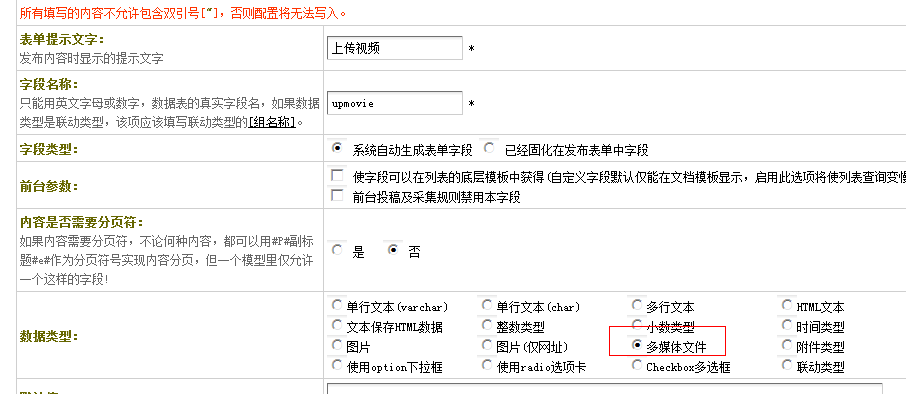 所有填写的内容不允许包含双引号["],否则配置将无法写入。
表单提示文字:
发布内容时显示的提示文字
上传视频 *
字段名称:
只能用英文字母或数字,数据表的真实字段名,如果数据
类型是联动类型,该项应该填写联动类型的[组名称]。
upmovie *
字段类型:
系统自动生成表单字段 已经固化在发布表单中字段
前台参数:
使字段可以在列表的底层模板中获得(自定义字段默认仅能在文档模板显示,启用此选项将使列表查询变慢
前台投稿及采集规则禁用本字段
内容是否需要分页符:
如果内容需要分页符,不论何种内容,都可以用#P#副标
题#e#作为分页符号实现内容分页,但一个模型里仅允许
一个这样的字段!
是 否
数据类型:
单行文本(varchar) 单行文本(char) 多行文本 HTML文本
文本保存HTML数据 整数类型 小数类型 时间类型
图片 图片(仅网址) 多媒体文件 附件类型
使用option下拉框 使用radio选项卡 Checkbox多选框 联动类型